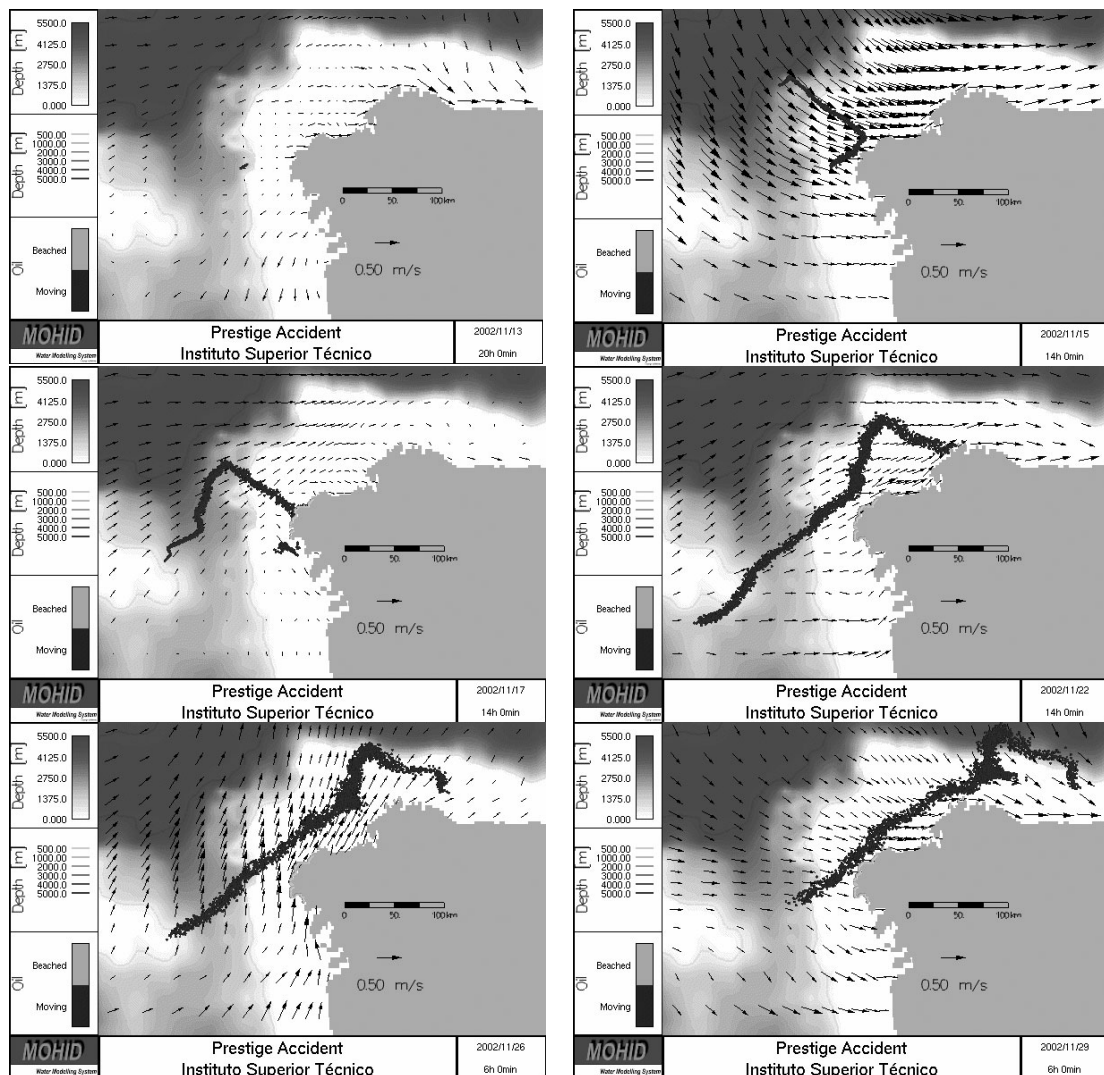 5500.0
4125.0
2750.0
1375.0
0.000
Depth [m]
500.00
1000.00
2000.0
3000.0
4000.0
5000.0
Depth [m]
Beached
Moving
Oil
0 50. 100km
0.50 m/s
MOHID
Water Modelling System
Prestige Accident
Instituto Superior Técnico
2002/11/13
20h 0min
5500.0
4125.0
2750.0
1375.0
0.000
Depth [m]
500.00
1000.00
2000.0
3000.0
4000.0
5000.0
Depth [m]
Beached
Moving
Oil
0 50. 100km
0.50 m/s
MOHID
Water Modelling System
Prestige Accident
Instituto Superior Técnico
2002/11/15
14h 0min
5500.0
4125.0
2750.0
1375.0
0.000
Depth [m]
500.00
1000.00
2000.0
3000.0
4000.0
5000.0
Depth [m]
Beached
Moving
Oil
0 50. 100km
0.50 m/s
MOHID
Water Modelling System
Prestige Accident
Instituto Superior Técnico
2002/11/17
14h 0min
5500.0
4125.0
2750.0
1375.0
0.000
Depth [m]
500.00
1000.00
2000.0
3000.0
4000.0
5000.0
Depth [m]
Beached
Moving
Oil
0 50. 100km
0.50 m/s
MOHID
Water Modelling System
Prestige Accident
Instituto Superior Técnico
2002/11/22
14h 0min
5500.0
4125.0
2750.0
1375.0
0.000
Depth [m]
500.00
1000.00
2000.0
3000.0
4000.0
5000.0
Depth [m]
Beached
Moving
Oil
0 50. 100km
0.50 m/s
MOHID
Water Modelling System
Prestige Accident
Instituto Superior Técnico
2002/11/26
6h 0min
5500.0
4125.0
2750.0
1375.0
0.000
Depth [m]
500.00
1000.00
2000.0
3000.0
4000.0
5000.0
Depth [m]
Beached
Moving
Oil
0 50. 100km
0.50 m/s
MOHID
Water Modelling System
Prestige Accident
Instituto Superior Técnico
2002/11/29
6h 0min